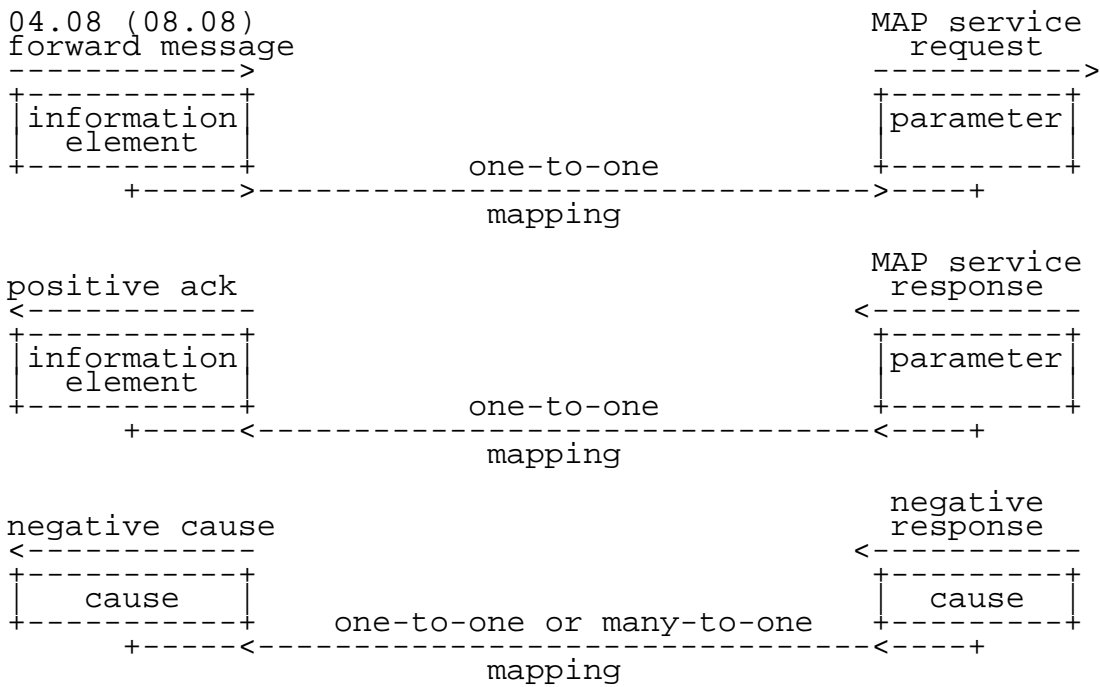 04.08 (08.08) MAP service
forward message request
------------> ----------->
+-----------+ +---------+
|information| |parameter|
| element | | |
+-----------+ one-to-one +---------+
+----->-------------------------------->----+
mapping
MAP service
positive ack response
<------------ <-----------
+-----------+ +---------+
|information| |parameter|
| element | | |
+-----------+ one-to-one +---------+
+-----<--------------------------------<----+
mapping
negative
negative cause response
<------------ <-----------
+-----------+ +---------+
| cause | | cause |
+-----------+ one-to-one or many-to-one +---------+
+-----<--------------------------------<----+
mapping